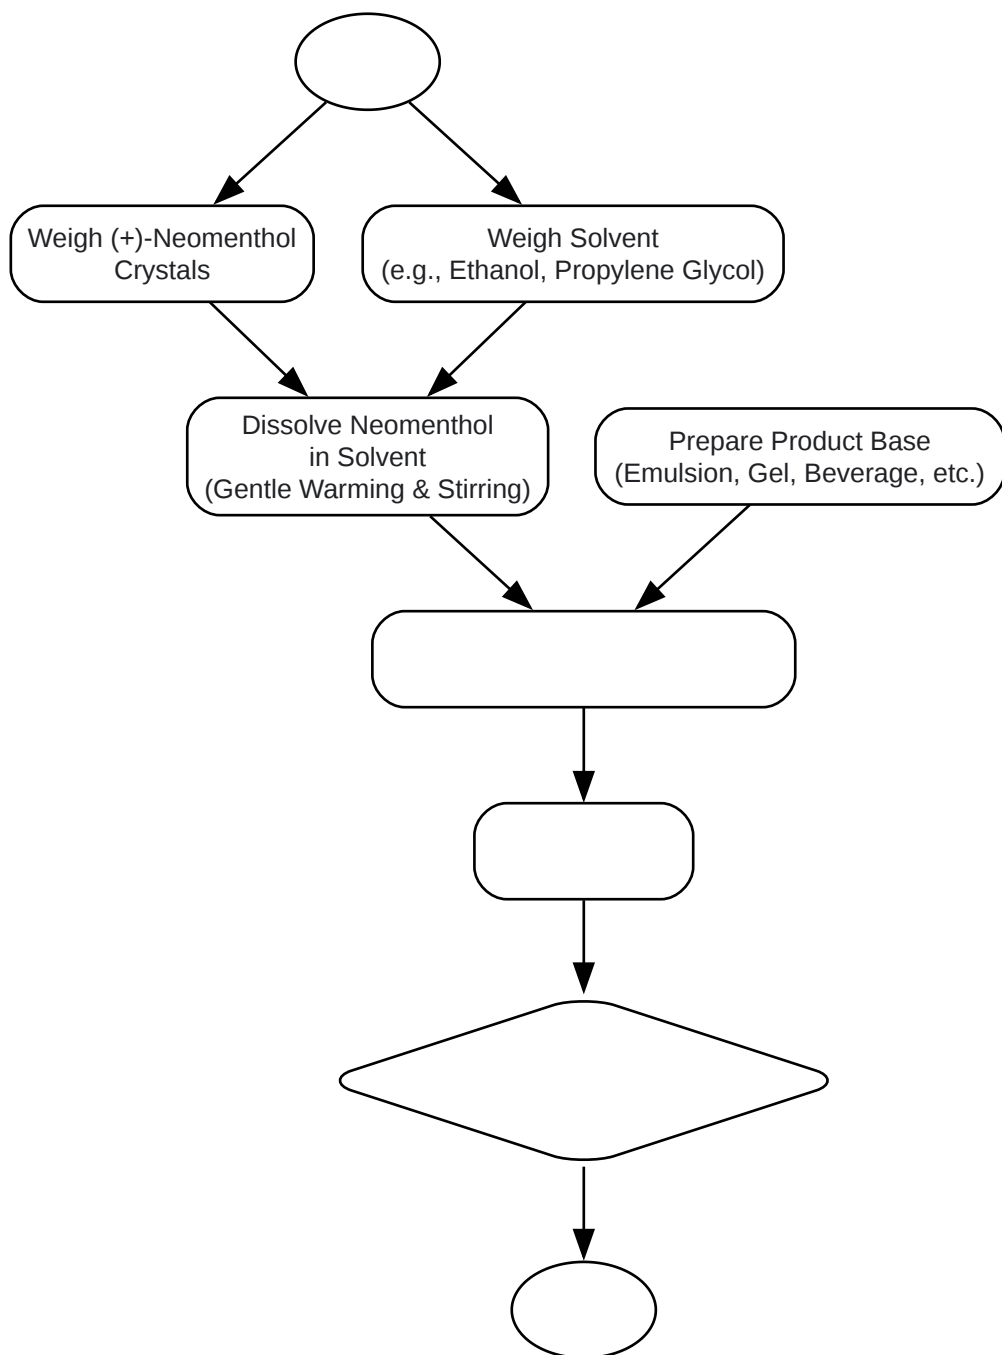 Weigh (+)-Neomenthol
Crystals
Weigh Solvent
(e.g., Ethanol, Propylene Glycol)
Dissolve Neomenthol
in Solvent
(Gentle Warming & Stirring)
Prepare Product Base
(Emulsion, Gel, Beverage, etc.)